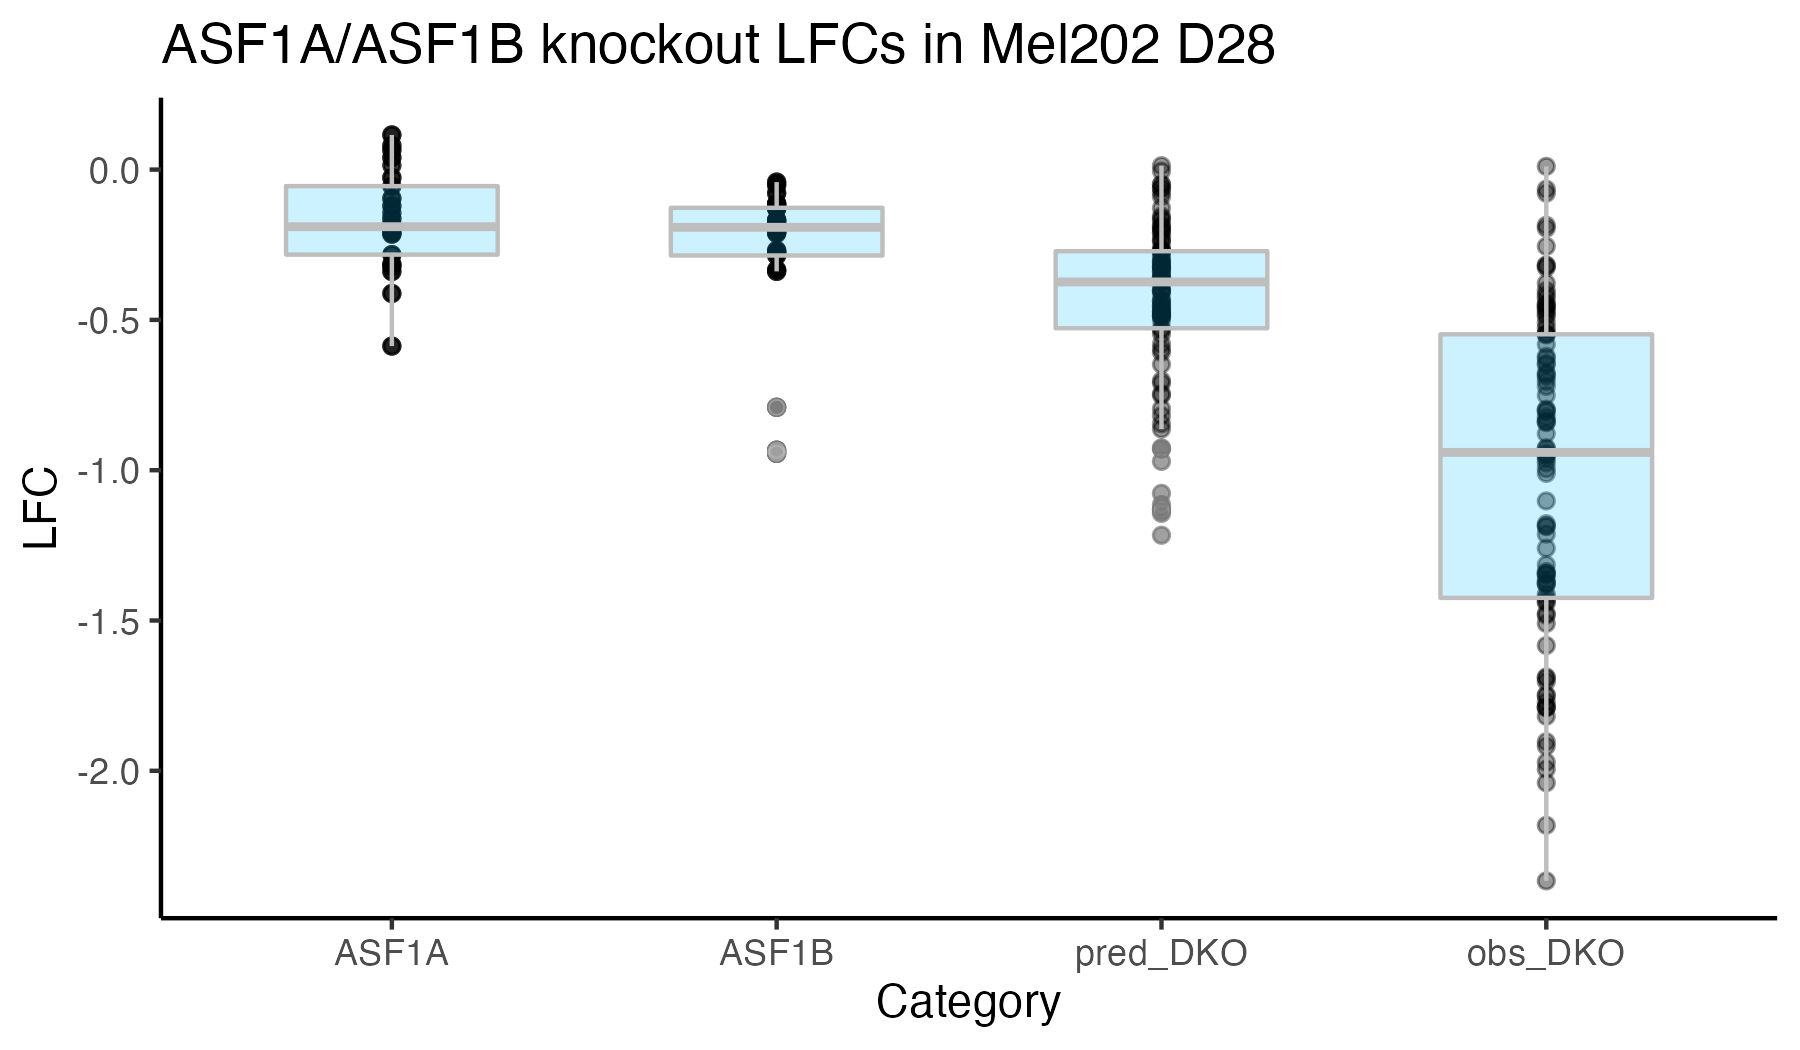 ASF1A/ASF1B knockout LFCs in Mel202 D28
LFC
0.0
-0.5
-1.0
-1.5
-2.0
ASF1A
ASF1B
pred_DKO
obs_DKO
Category